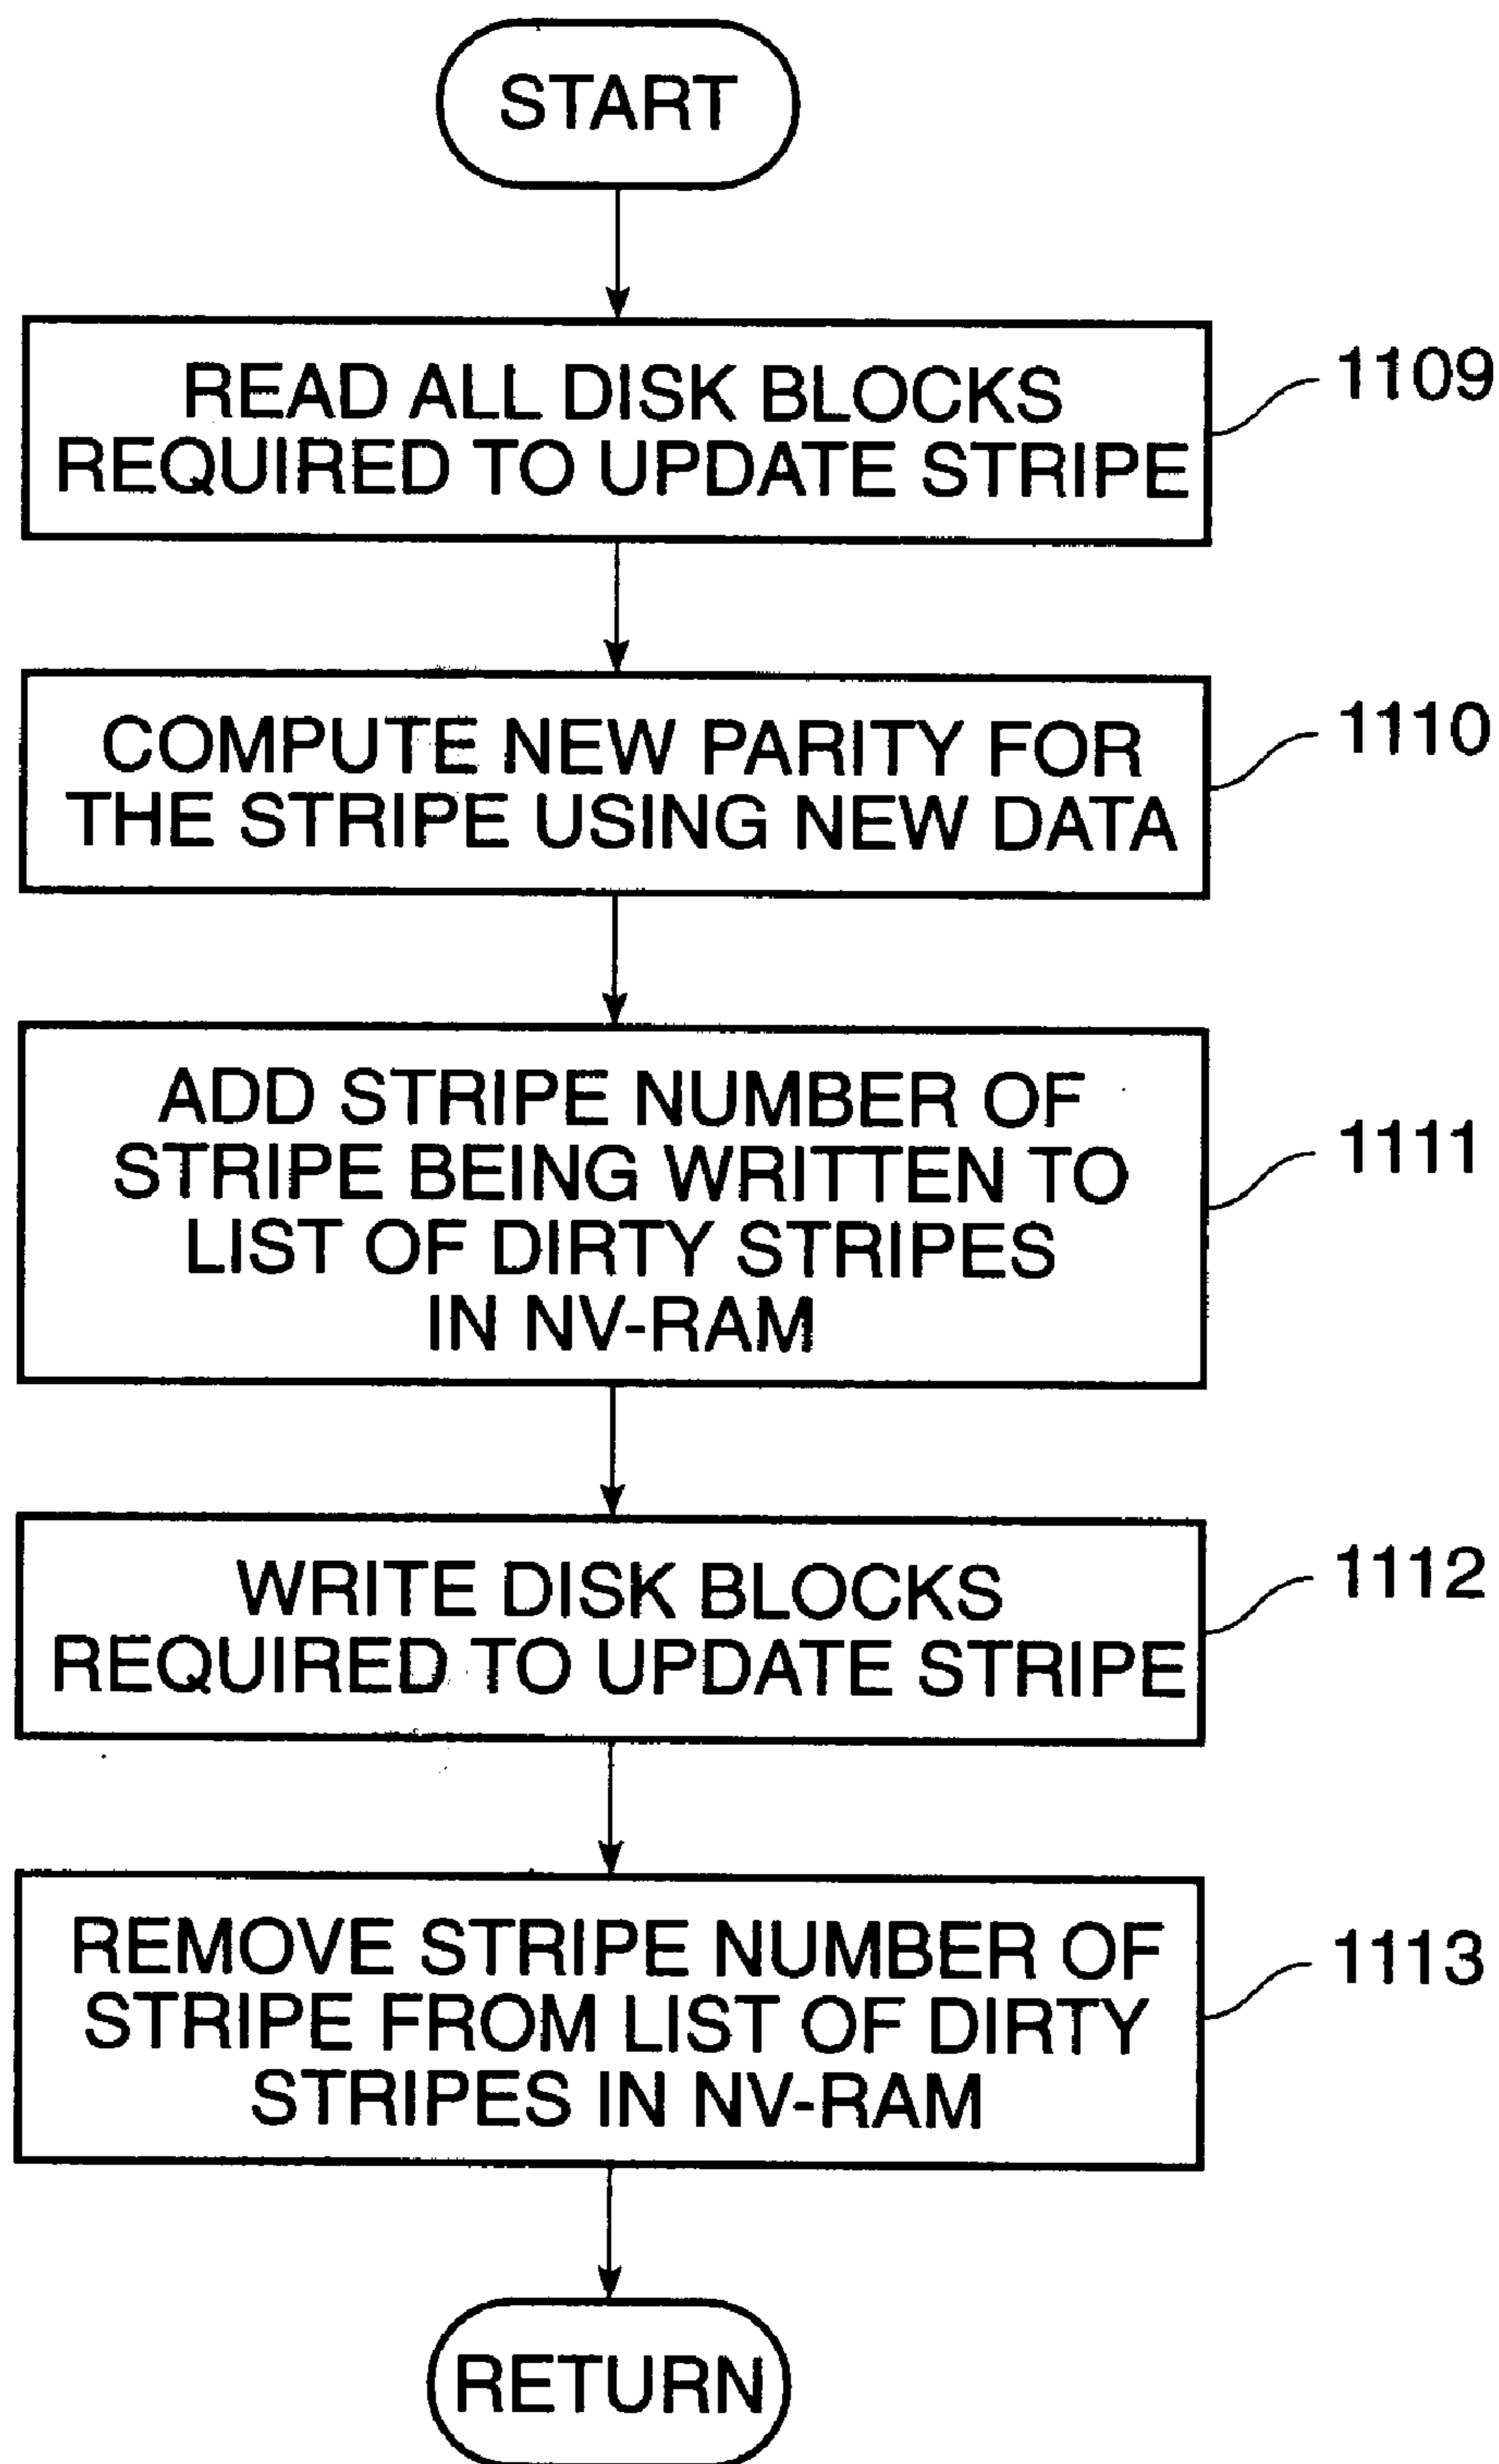 START
READ ALL DISK BLOCKS
REQUIRED TO UPDATE STRIPE
1109
COMPUTE NEW PARITY FOR
THE STRIPE USING NEW DATA
1110
ADD STRIPE NUMBER OF
STRIPE BEING WRITTEN TO
LIST OF DIRTY STRIPES
IN NV-RAM
1111
WRITE DISK BLOCKS
REQUIRED TO UPDATE STRIPE
1112
REMOVE STRIPE NUMBER OF
STRIPE FROM LIST OF DIRTY
STRIPES IN NV-RAM
1113
RETURN